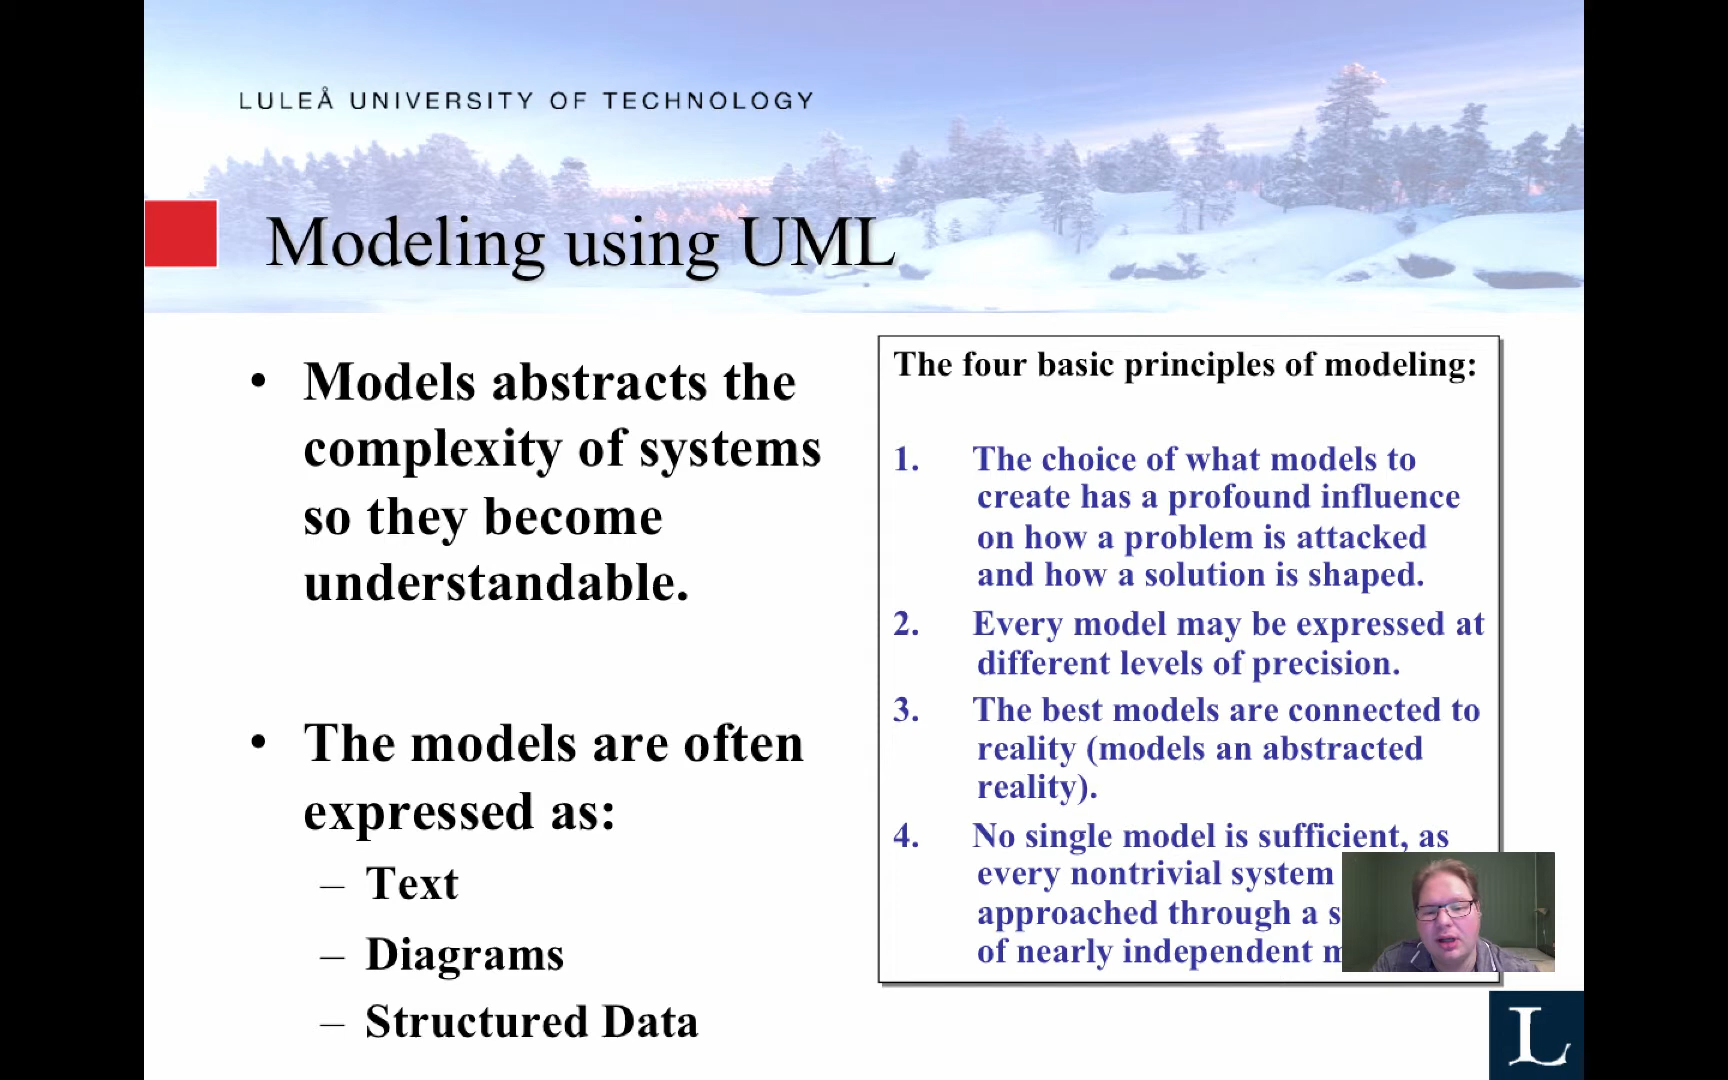 LULEÅ UNIVERSITY OF TECHNOLOGY
Modeling using UML
• Models abstracts the
complexity of systems
so they become
understandable.
• The models are often
expressed as:
– Text
– Diagrams
– Structured Data
The four basic principles of modeling:
1. The choice of what models to
create has a profound influence
on how a problem is attacked
and how a solution is shaped.
2. Every model may be expressed at
different levels of precision.
3. The best models are connected to
reality (models an abstracted
reality).
4. No single model is sufficient, as
every nontrivial system
approached through a
of nearly independent
L